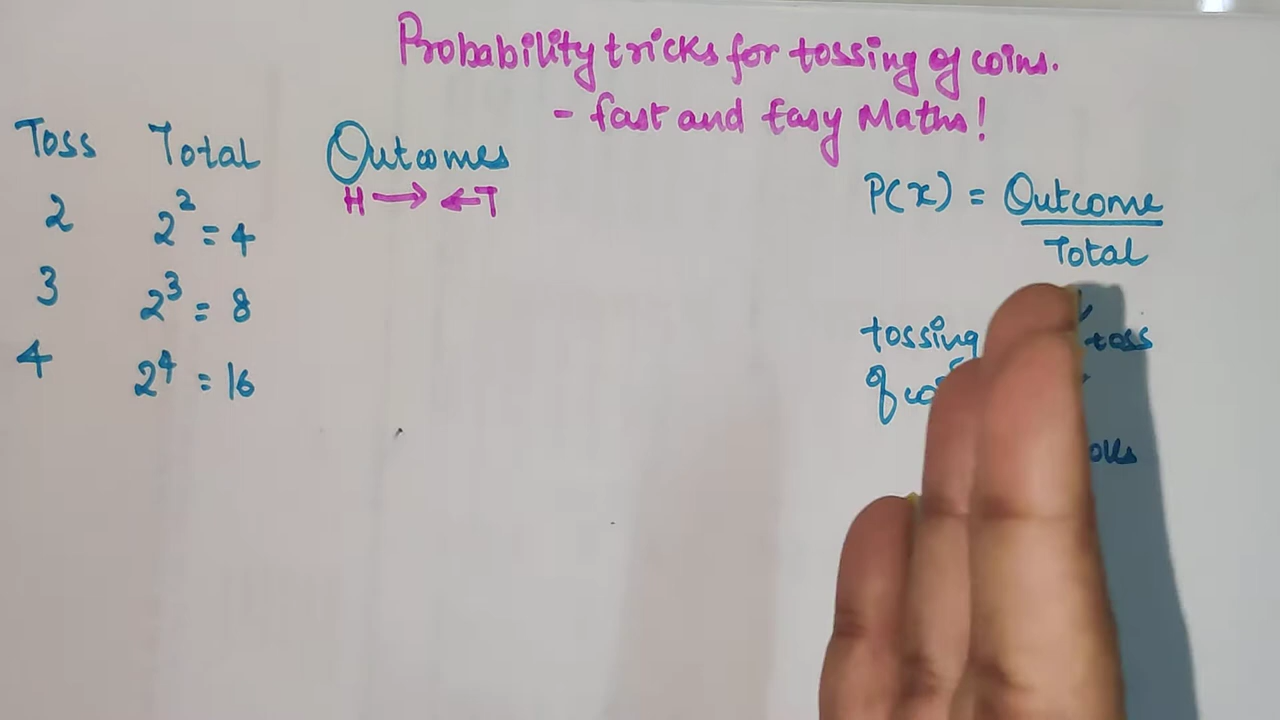 Probability tricks for tossing of coins.
- fast and Easy Maths!
Toss Total Outcomes
H → ← T
2 2² = 4
3 2³ = 8
4 2⁴ = 16
P(x) = Outcome
Total
tossing toss
of